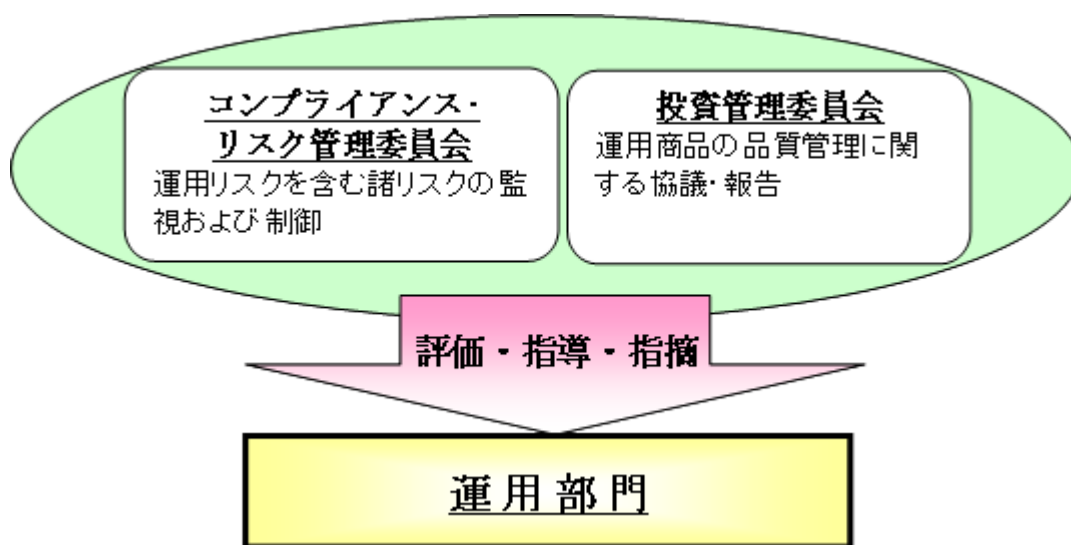 コンプライアンス・
リスク管理委員会
運用リスクを含む諸リスクの監
視および制御
投資管理委員会
運用商品の品質管理に関
する協議・報告
評価・指導・指摘
運用部門